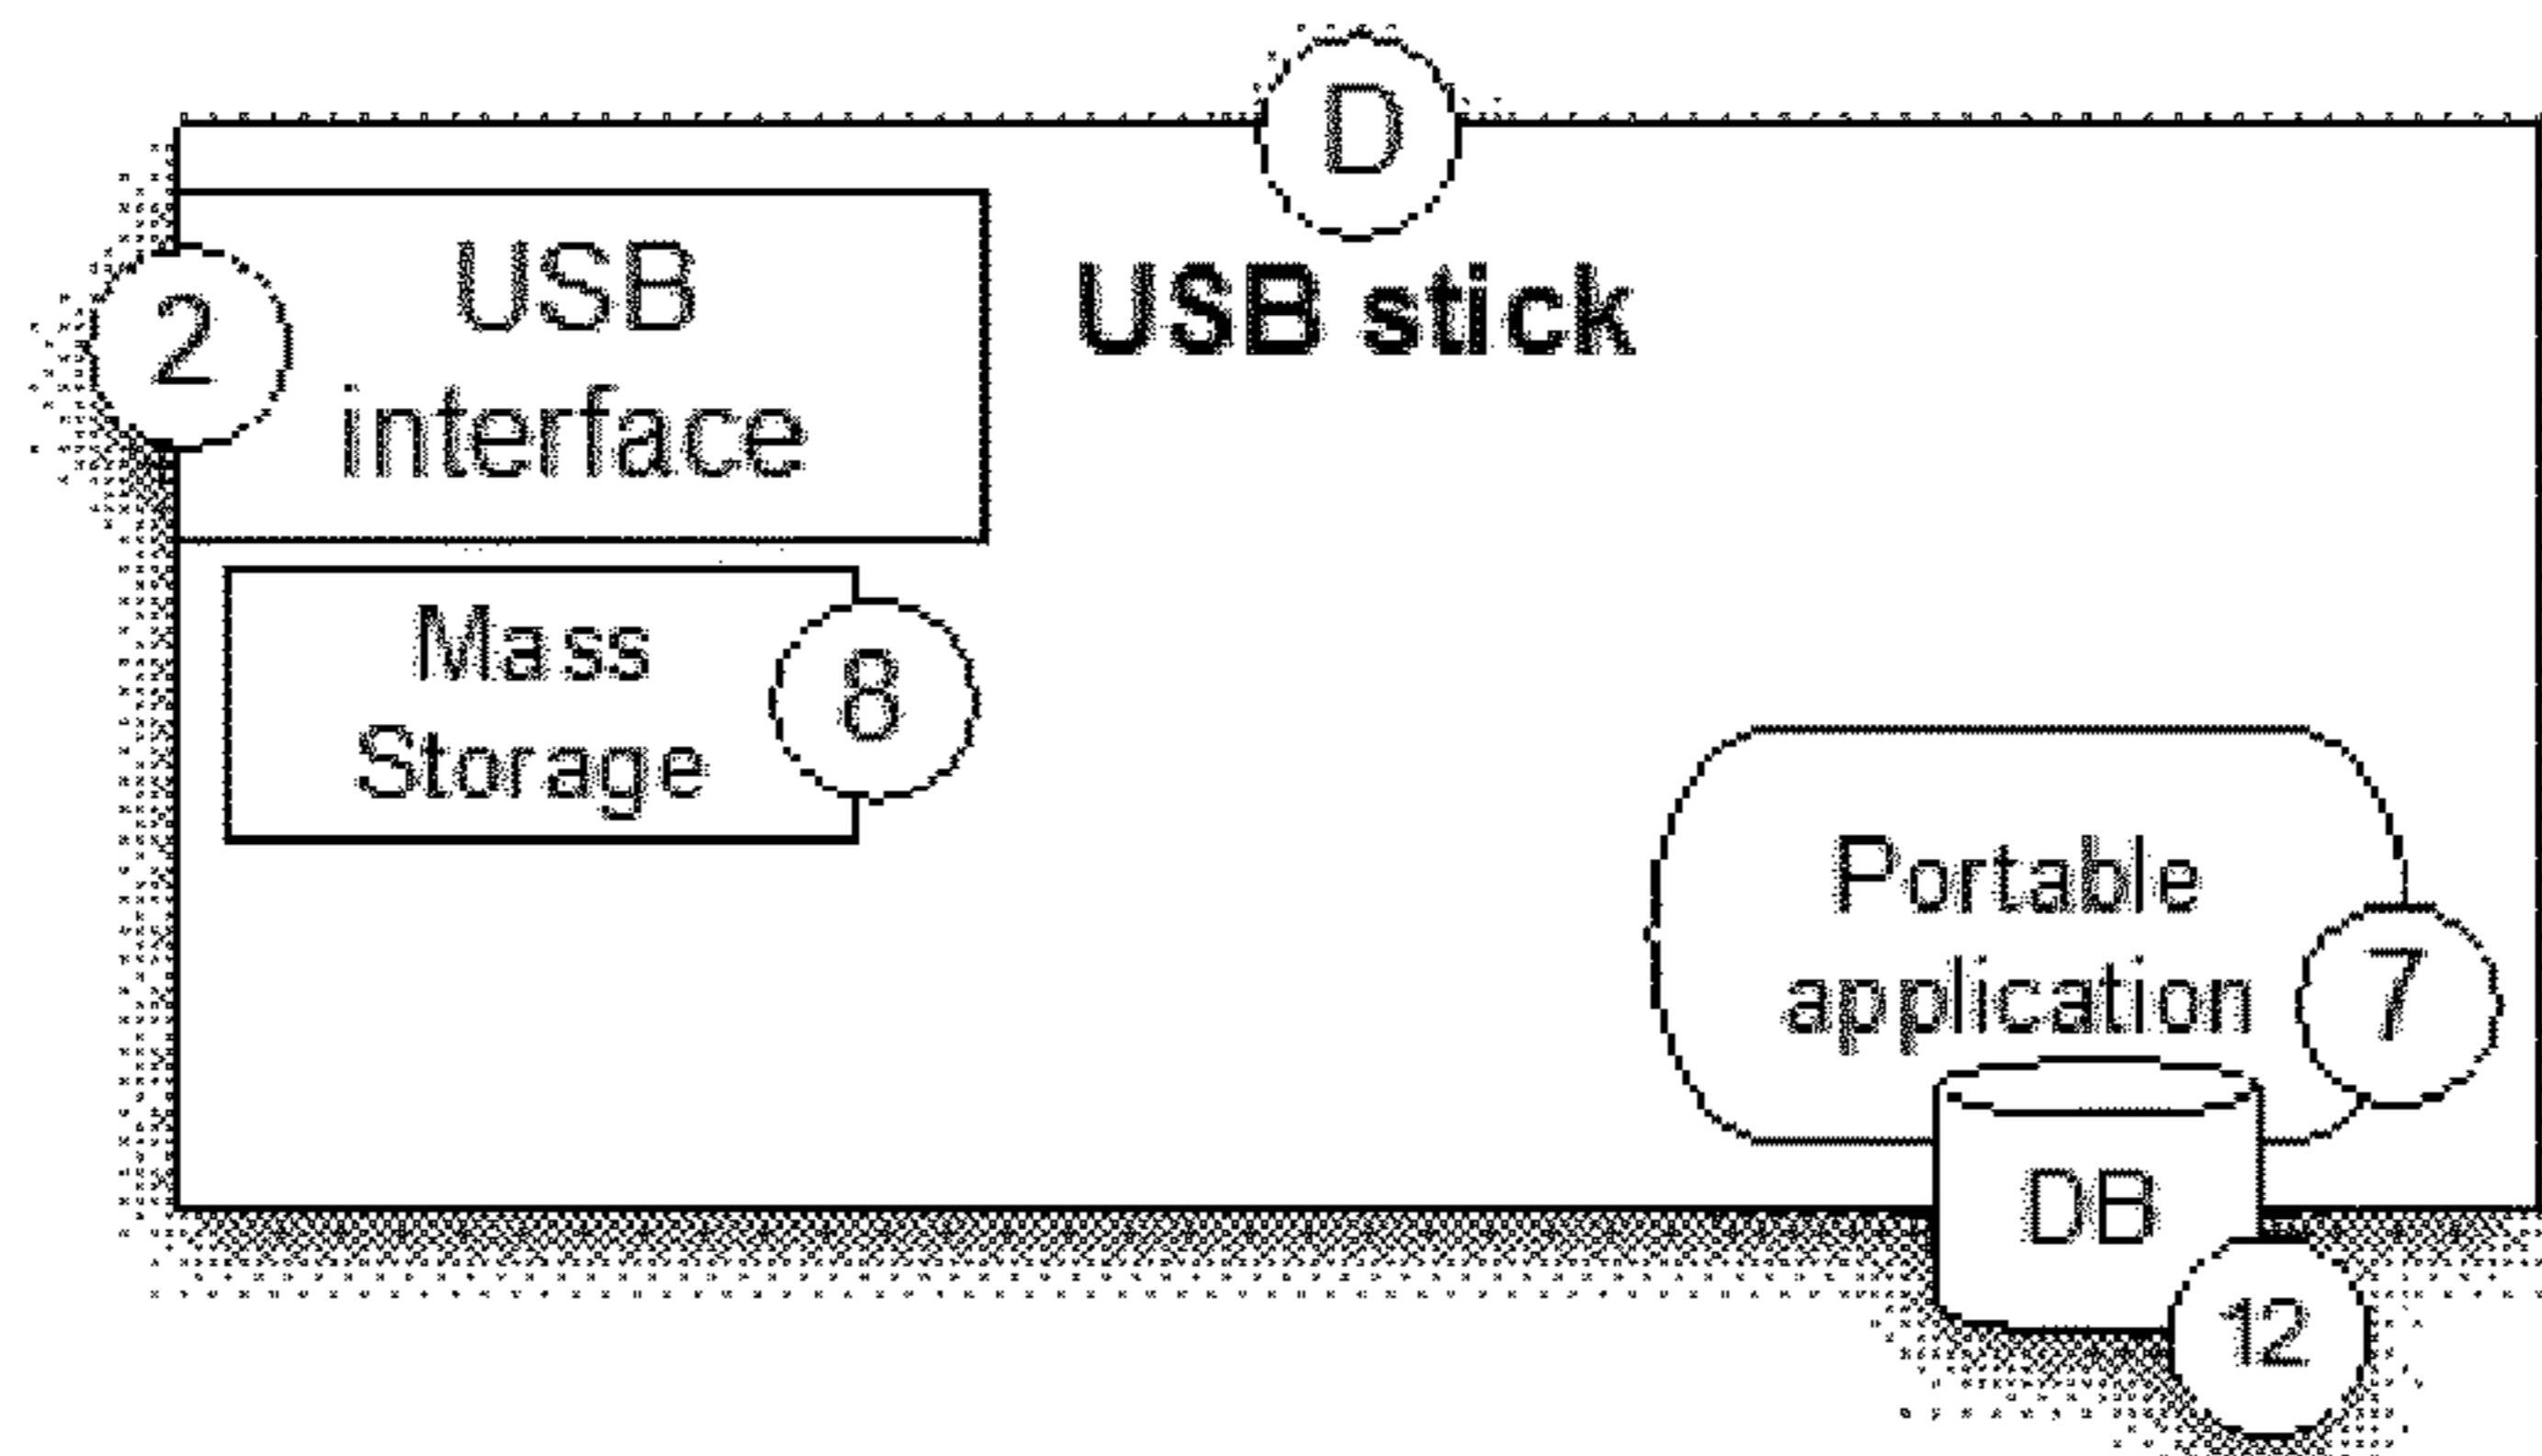 D
USB stick
2
USB
interface
Mass
Storage
8
Portable
application
7
DB
12